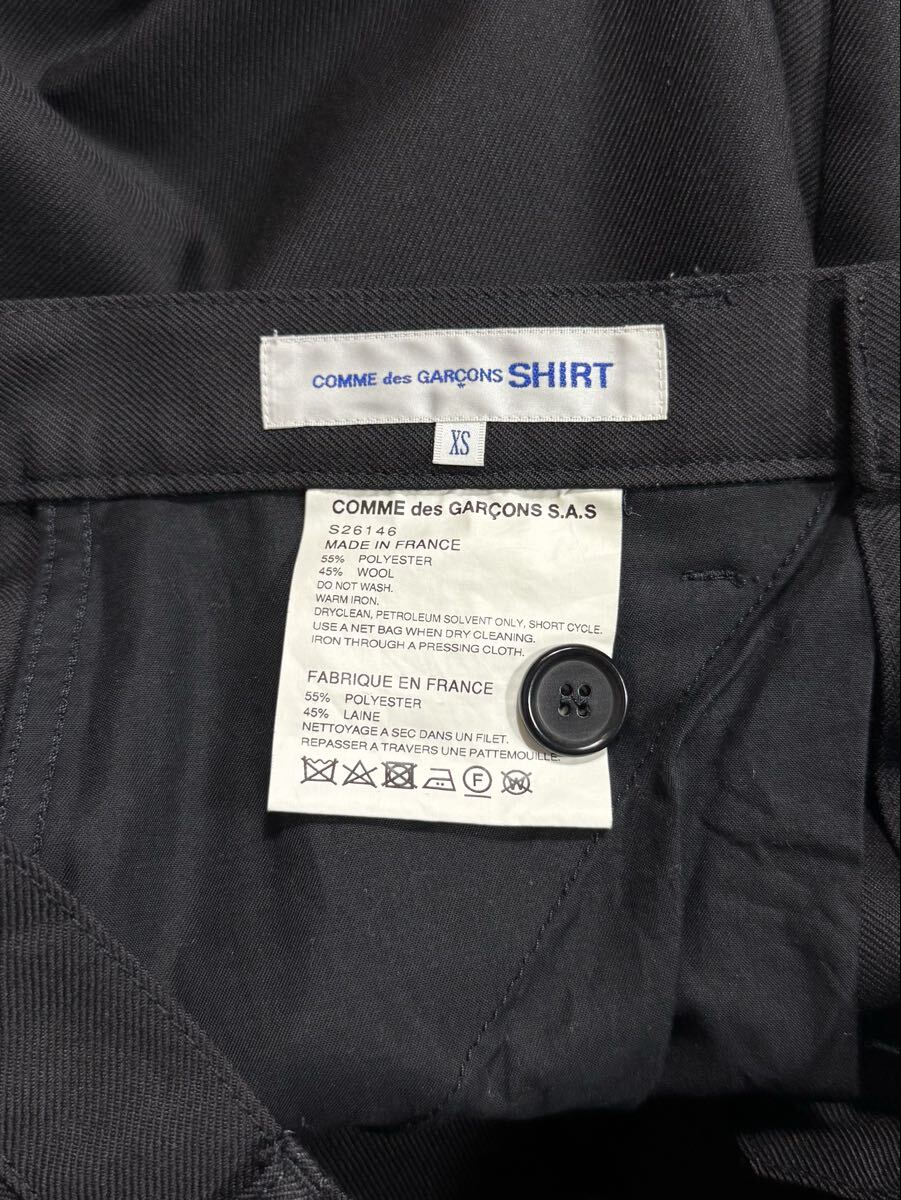 COMME des GARÇONS SHIRT
XS
COMME des GARÇONS S.A.S
S26146
MADE IN FRANCE
55% POLYESTER
45% WOOL
DO NOT WASH.
WARM IRON.
DRYCLEAN, PETROLEUM SOLVENT ONLY, SHORT CYCLE.
USE A NET BAG WHEN DRY CLEANING.
IRON THROUGH A PRESSING CLOTH.
FABRIQUE EN FRANCE
55% POLYESTER
45% LAINE
NETTOYAGE A SEC DANS UN FILET.
REPASSER A TRAVERS UNE PATTEMOUILLE.
F W